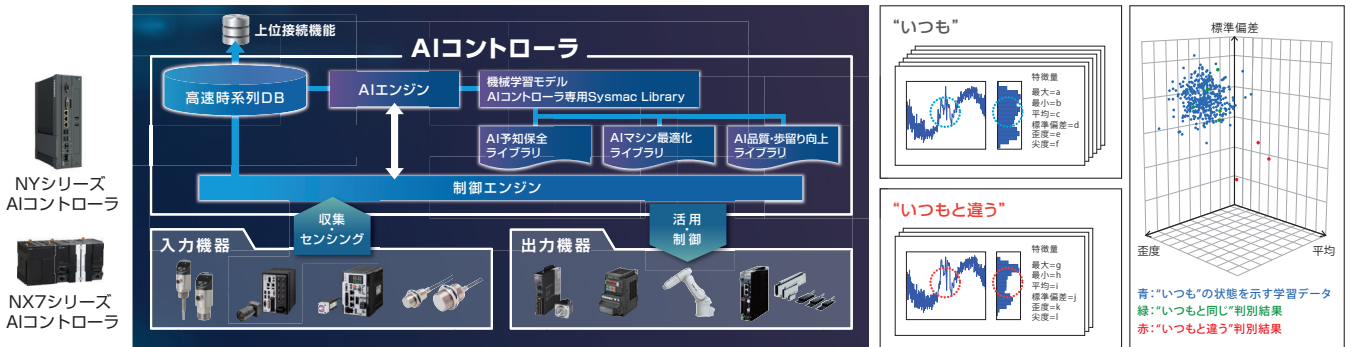 NYシリーズ
AIコントローラ
NX7シリーズ
AIコントローラ
上位接続機能
AIコントローラ
高速時系列DB
AIエンジン
機械学習モデル
AIコントローラ専用Sysmac Library
AI予知保全
ライブラリ
AIマシン最適化
ライブラリ
AI品質・歩留り向上
ライブラリ
制御エンジン
収集
・
センシング
活用
・
制御
入力機器
出力機器
“いつも”
特徴量
最大=a
最小=b
平均=c
標準偏差=d
歪度=e
尖度=f
“いつもと違う”
特徴量
最大=g
最小=h
平均=i
標準偏差=j
歪度=k
尖度=l
標準偏差
歪度
平均
青：“いつも”の状態を示す学習データ
緑：“いつもと同じ”判別結果
赤：“いつもと違う”判別結果